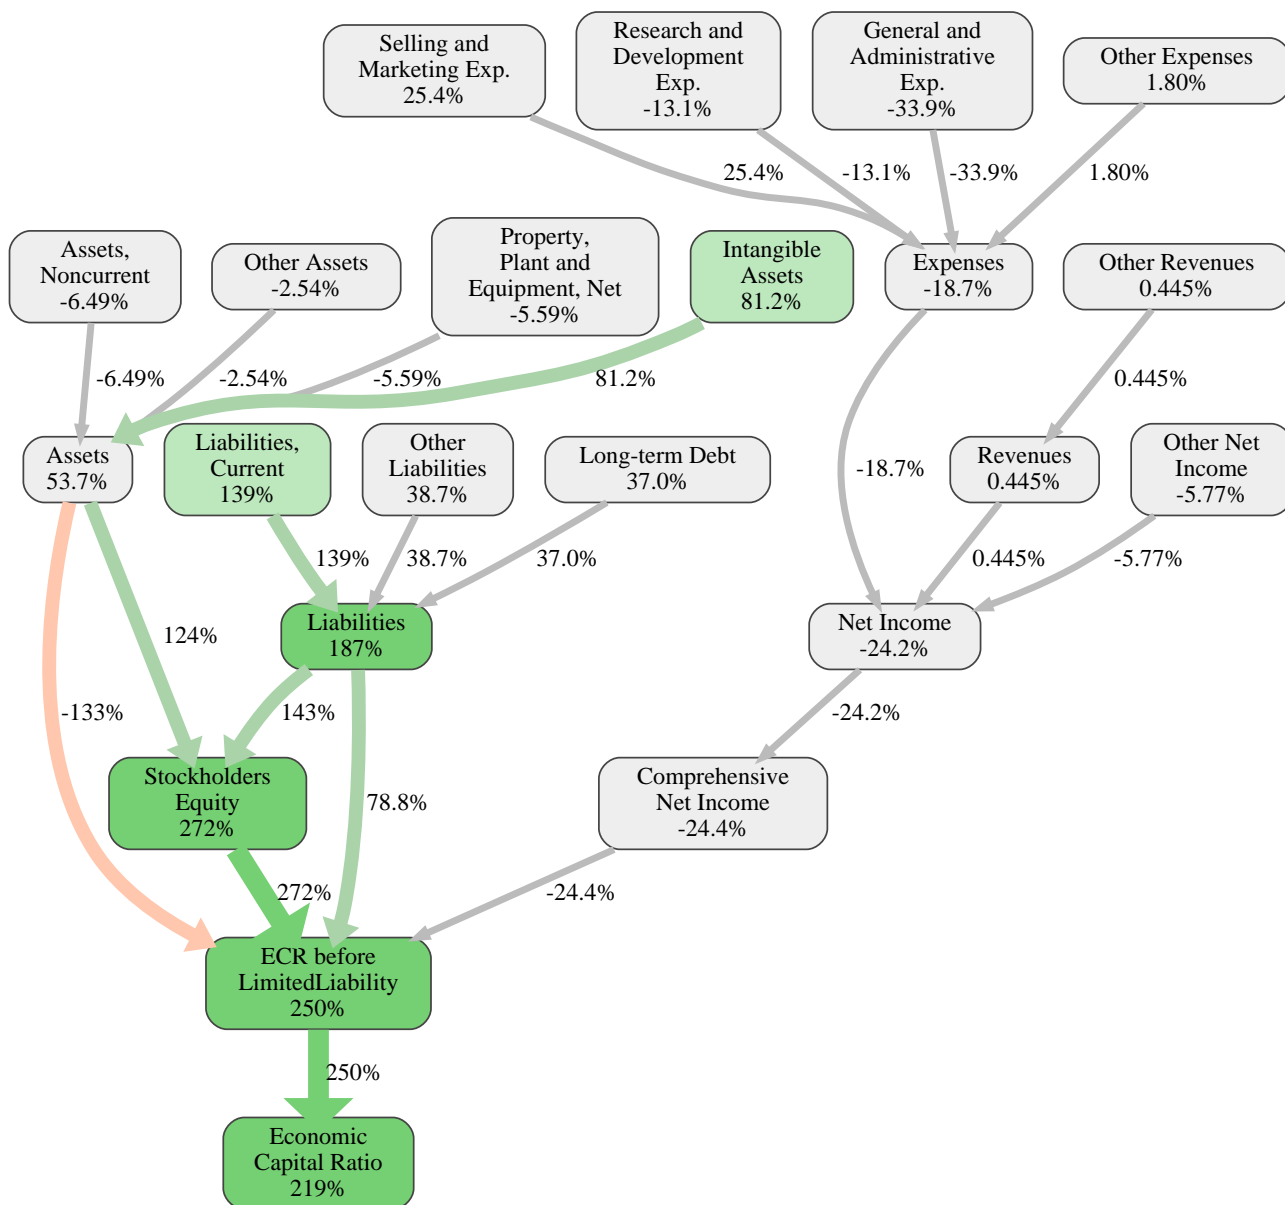 Selling and
Marketing Exp.
25.4%
Research and
Development
Exp.
-13.1%
General and
Administrative
Exp.
-33.9%
Other Expenses
1.80%
25.4%
-13.1%
-33.9%
1.80%
Assets,
Noncurrent
-6.49%
Other Assets
-2.54%
Property,
Plant and
Equipment, Net
-5.59%
Intangible
Assets
81.2%
Expenses
-18.7%
Other Revenues
0.445%
-6.49%
-2.54%
-5.59%
81.2%
0.445%
Assets
53.7%
Liabilities,
Current
139%
Other
Liabilities
38.7%
Long-term Debt
37.0%
-18.7%
Revenues
0.445%
Other Net
Income
-5.77%
139%
38.7%
37.0%
0.445%
-5.77%
Liabilities
187%
Net Income
-24.2%
124%
-133%
143%
-24.2%
Stockholders
Equity
272%
78.8%
Comprehensive
Net Income
-24.4%
272%
-24.4%
ECR before
LimitedLiability
250%
250%
Economic
Capital Ratio
219%